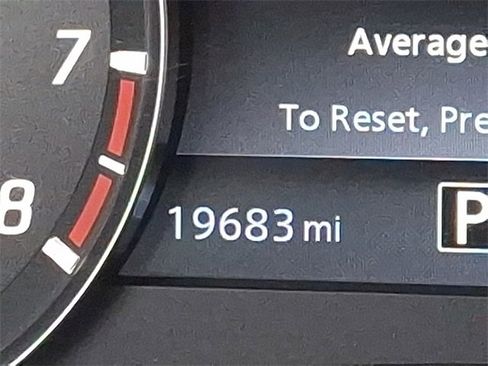 7
Average
To Reset, Pre
8
19683 mi
P